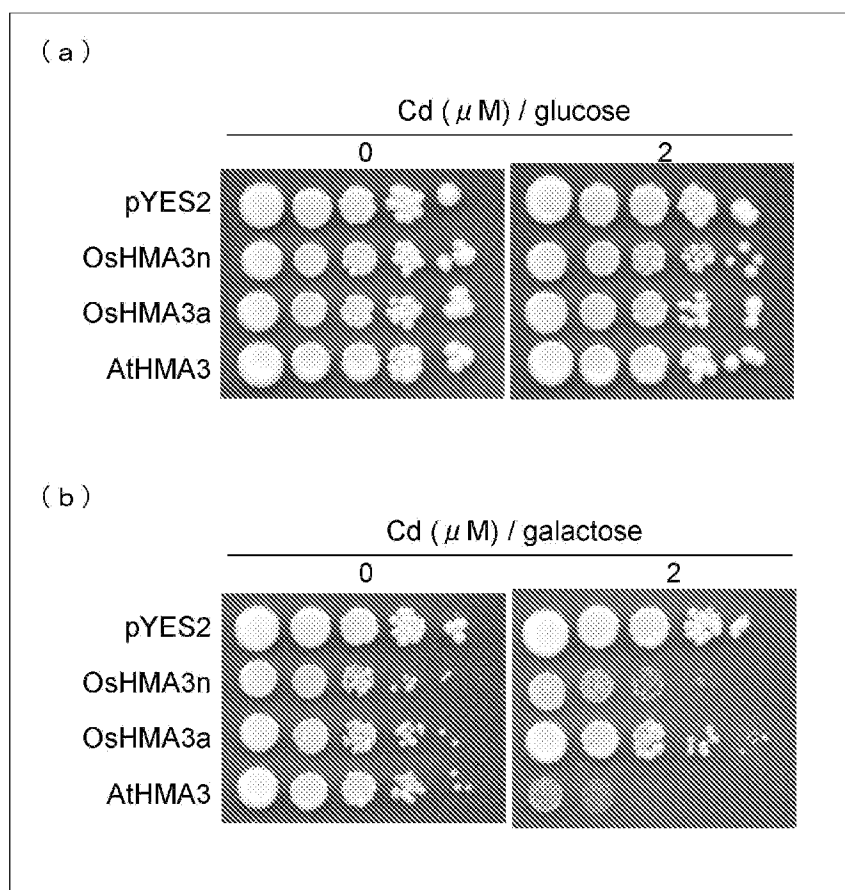 (a)
Cd (μM) / glucose
0 2
pYES2
OsHMA3n
OsHMA3a
AtHMA3
(b)
Cd (μM) / galactose
0 2
pYES2
OsHMA3n
OsHMA3a
AtHMA3